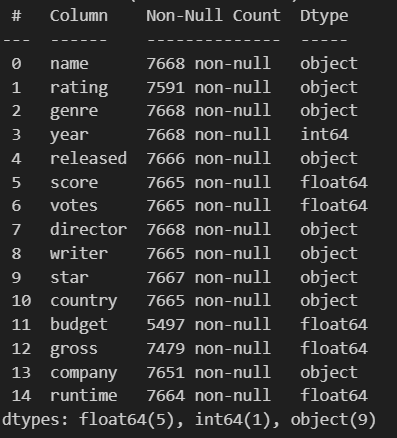 #   Column    Non-Null Count  Dtype
---  ------    --------------  -----
0   name      7668 non-null   object
1   rating    7591 non-null   object
2   genre     7668 non-null   object
3   year      7668 non-null   int64
4   released  7666 non-null   object
5   score     7665 non-null   float64
6   votes     7665 non-null   float64
7   director  7668 non-null   object
8   writer    7665 non-null   object
9   star      7667 non-null   object
10  country   7665 non-null   object
11  budget    5497 non-null   float64
12  gross     7479 non-null   float64
13  company   7651 non-null   object
14  runtime   7664 non-null   float64
dtypes: float64(5), int64(1), object(9)